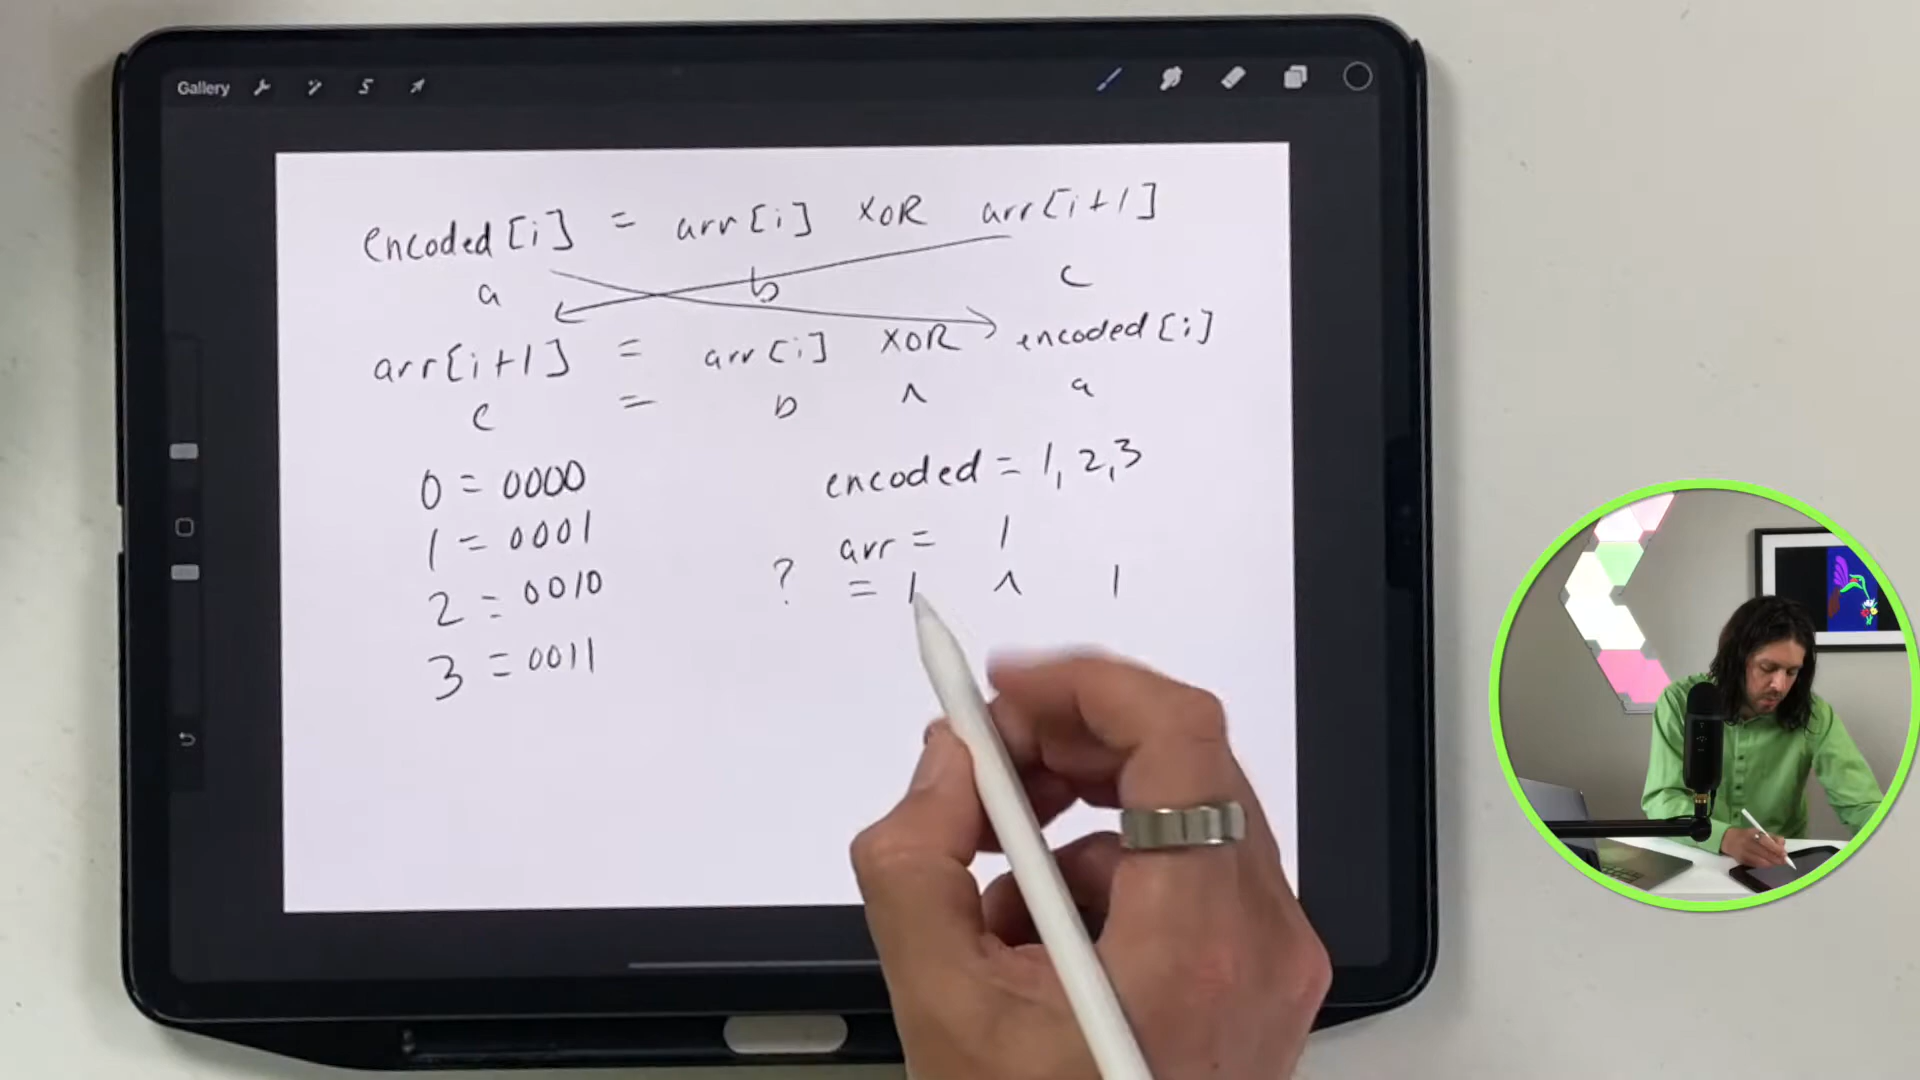 Gallery
encoded[i] = arr[i] XOR arr[i+1]
a b c
arr[i+1] = arr[i] XOR encoded[i]
c = b ^ a
0 = 0000
1 = 0001
2 = 0010
3 = 0011
encoded = 1, 2, 3
arr = 1
? = 1 ^ 1